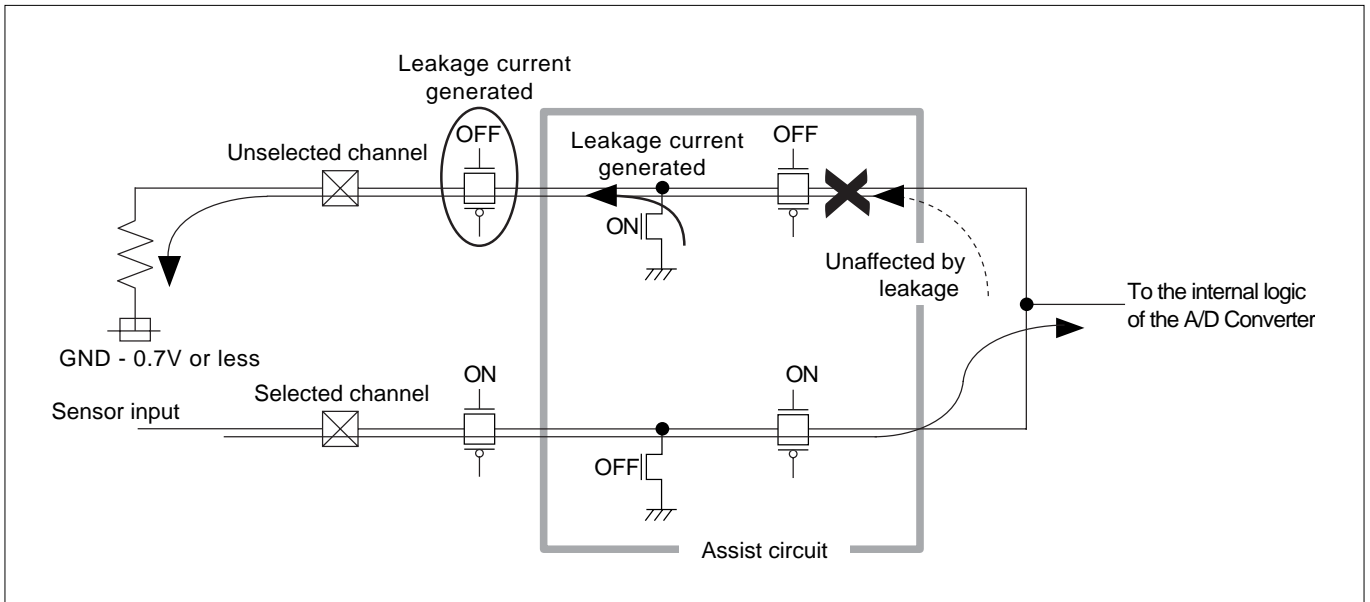 Leakage current
generated
OFF
Unselected channel
Leakage current
generated
OFF
ON
Unaffected by
leakage
To the internal logic
of the A/D Converter
GND - 0.7V or less
Sensor input
Selected channel
ON
ON
OFF
Assist circuit